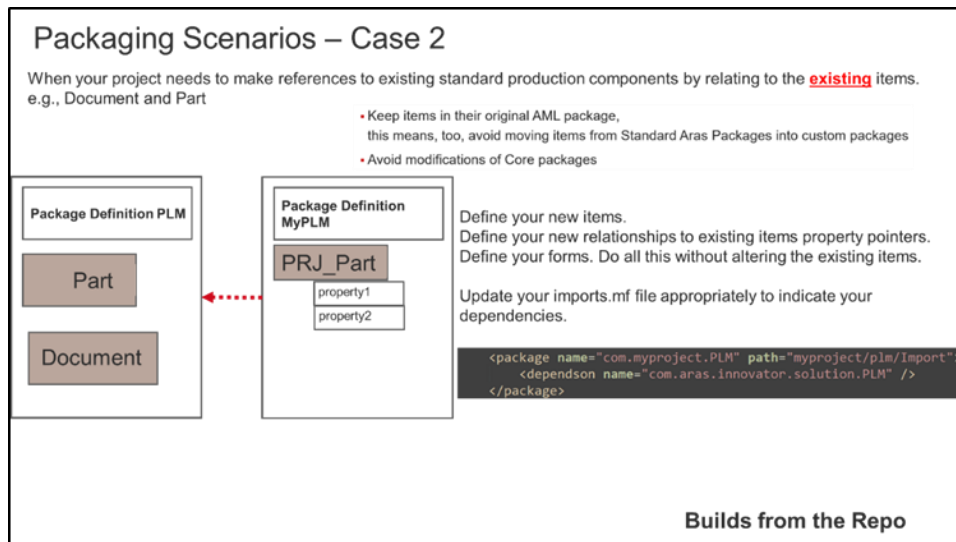 Packaging Scenarios – Case 2
When your project needs to make references to existing standard production components by relating to the existing items.
e.g., Document and Part
▪ Keep items in their original AML package,
this means, too, avoid moving items from Standard Aras Packages into custom packages
▪ Avoid modifications of Core packages
Package Definition PLM
Part
Document
Package Definition
MyPLM
PRJ_Part
property1
property2
Define your new items.
Define your new relationships to existing items property pointers.
Define your forms. Do all this without altering the existing items.
Update your imports.mf file appropriately to indicate your
dependencies.
<package name="com.myproject.PLM" path="myproject/plm/Import">
<dependson name="com.aras.innovator.solution.PLM" />
</package>
Builds from the Repo